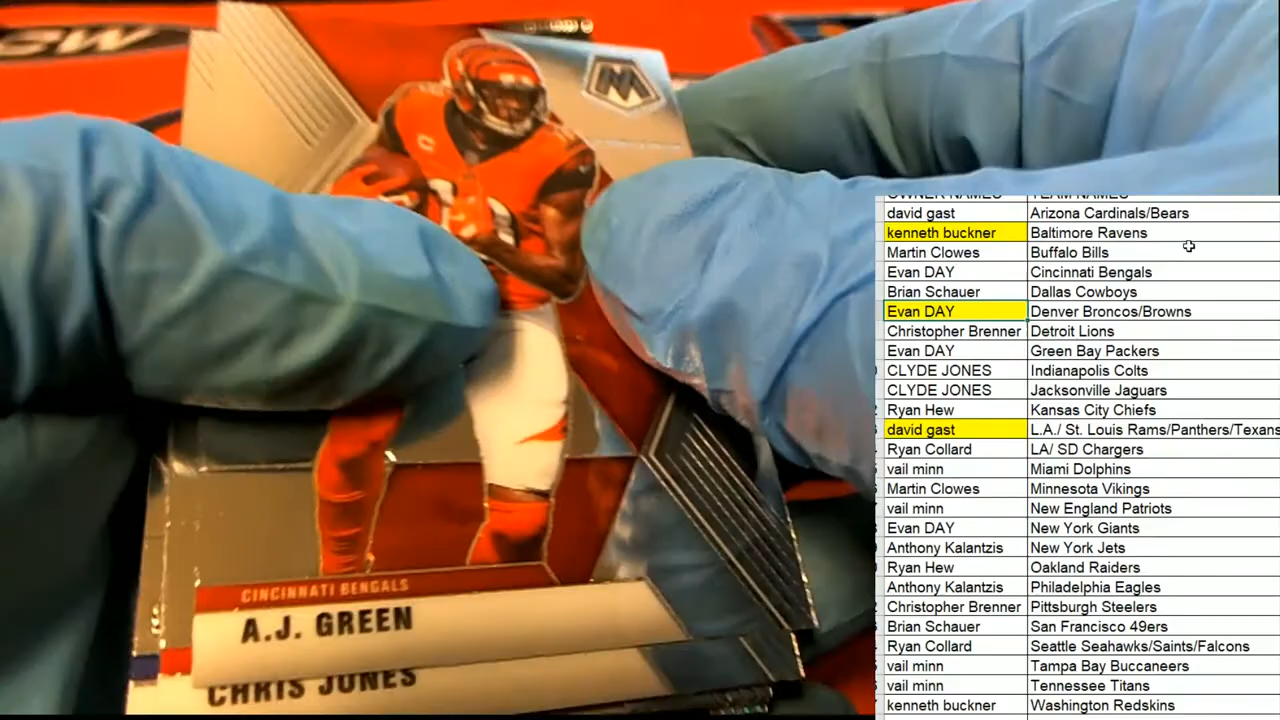 SW
M
CINCINNATI BENGALS
A.J. GREEN
CHRIS JONES
OWNER NAMES TEAM NAMES
david gast Arizona Cardinals/Bears
kenneth buckner Baltimore Ravens
Martin Clowes Buffalo Bills
Evan DAY Cincinnati Bengals
Brian Schauer Dallas Cowboys
Evan DAY Denver Broncos/Browns
Christopher Brenner Detroit Lions
Evan DAY Green Bay Packers
CLYDE JONES Indianapolis Colts
CLYDE JONES Jacksonville Jaguars
Ryan Hew Kansas City Chiefs
david gast L.A./ St. Louis Rams/Panthers/Texans
Ryan Collard LA/ SD Chargers
vail minn Miami Dolphins
Martin Clowes Minnesota Vikings
vail minn New England Patriots
Evan DAY New York Giants
Anthony Kalantzis New York Jets
Ryan Hew Oakland Raiders
Anthony Kalantzis Philadelphia Eagles
Christopher Brenner Pittsburgh Steelers
Brian Schauer San Francisco 49ers
Ryan Collard Seattle Seahawks/Saints/Falcons
vail minn Tampa Bay Buccaneers
vail minn Tennessee Titans
kenneth buckner Washington Redskins